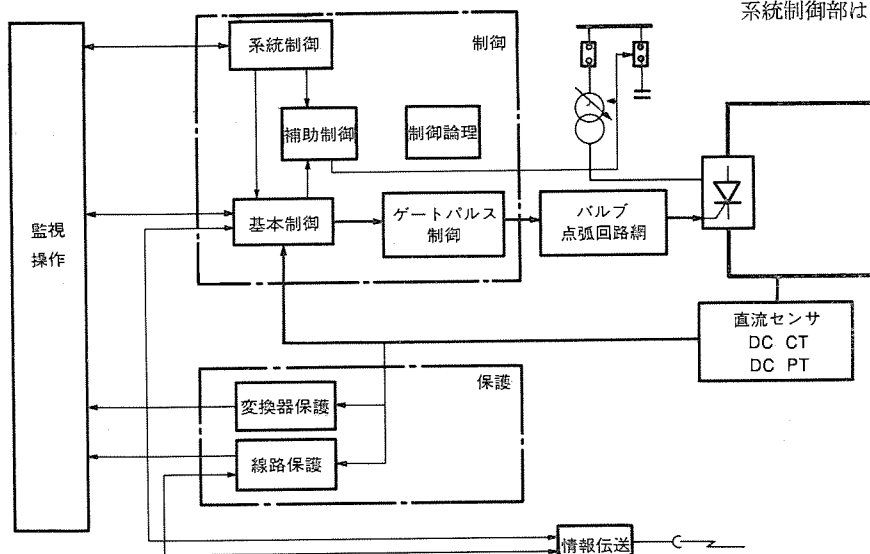 系統制御部は
系統制御
制御
補助制御
制御論理
監視
操作
基本制御
ゲートパルス
制御
バルブ
点弧回路網
直流センサ
DC CT
DC PT
保護
変換器保護
線路保護
情報伝送